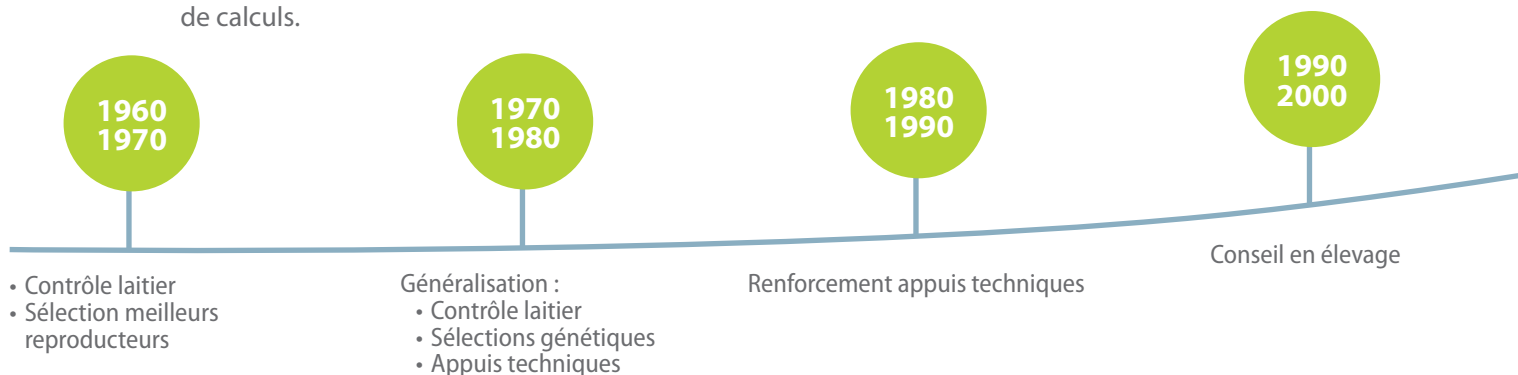 de calculs.
1960
1970
• Contrôle laitier
• Sélection meilleurs
reproducteurs
1970
1980
Généralisation :
• Contrôle laitier
• Sélections génétiques
• Appuis techniques
1980
1990
Renforcement appuis techniques
1990
2000
Conseil en élevage